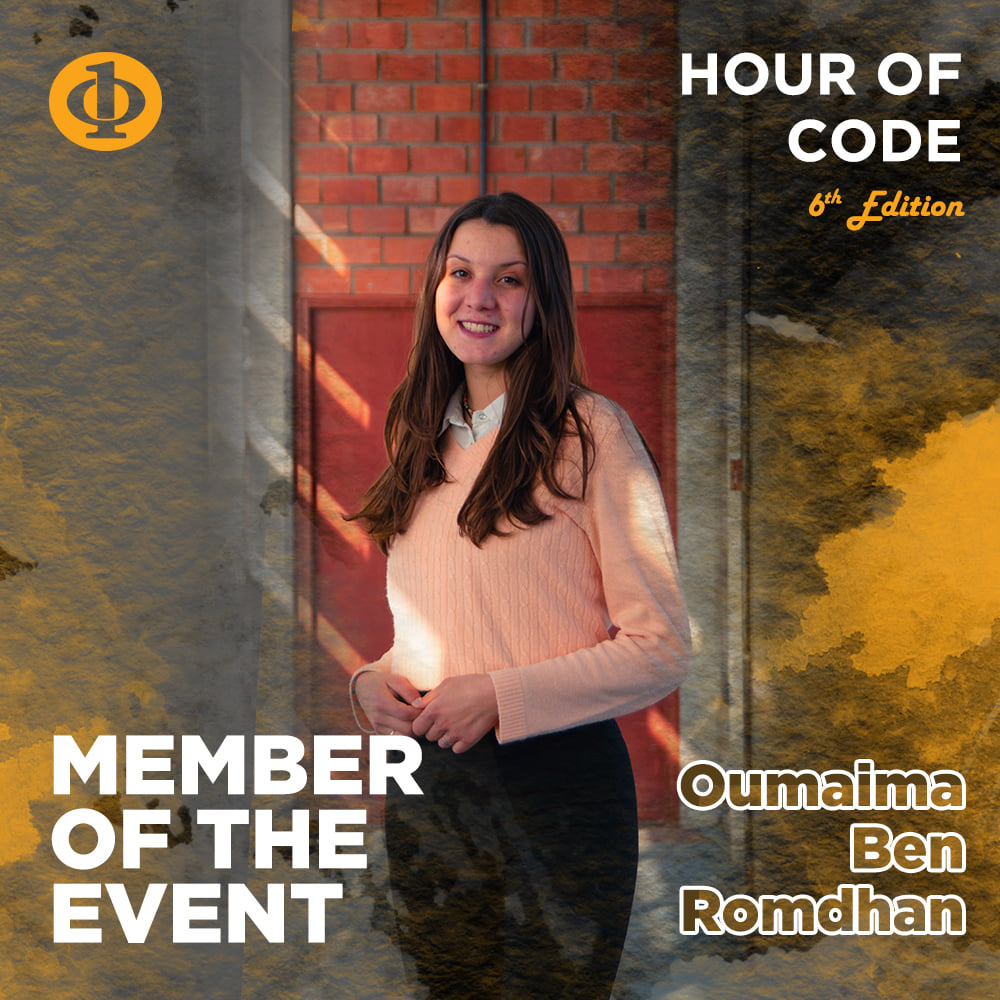 HOUR OF
CODE
6th Edition
MEMBER
OF THE
EVENT
Oumaima
Ben
Romdhan